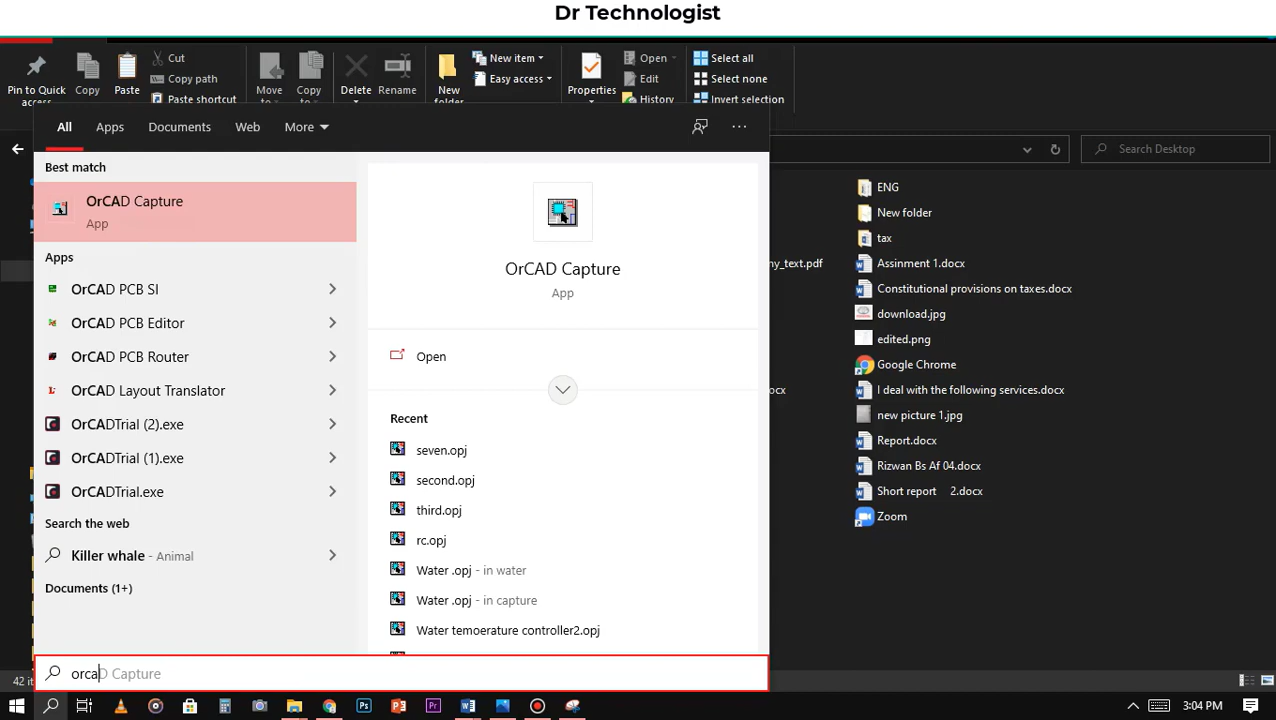 Dr Technologist
Pin to Quick access
Copy
Paste
Cut
Copy path
Paste shortcut
Move to
Copy to
Delete
Rename
New folder
New item
Easy access
Properties
Open
Edit
History
Select all
Select none
Invert selection
All Apps Documents Web More
Search Desktop
Best match
OrCAD Capture
App
Apps
OrCAD PCB SI
OrCAD PCB Editor
OrCAD PCB Router
OrCAD Layout Translator
OrCADTrial (2).exe
OrCADTrial (1).exe
OrCADTrial.exe
Search the web
Killer whale - Animal
Documents (1+)
orcaD Capture
OrCAD Capture
App
Open
Recent
seven.opj
second.opj
third.opj
rc.opj
Water .opj - in water
Water .opj - in capture
Water temoerature controller2.opj
ny_text.pdf
ocx
ENG
New folder
tax
Assinment 1.docx
Constitutional provisions on taxes.docx
download.jpg
edited.png
Google Chrome
I deal with the following services.docx
new picture 1.jpg
Report.docx
Rizwan Bs Af 04.docx
Short report 2.docx
Zoom
42 it
3:04 PM